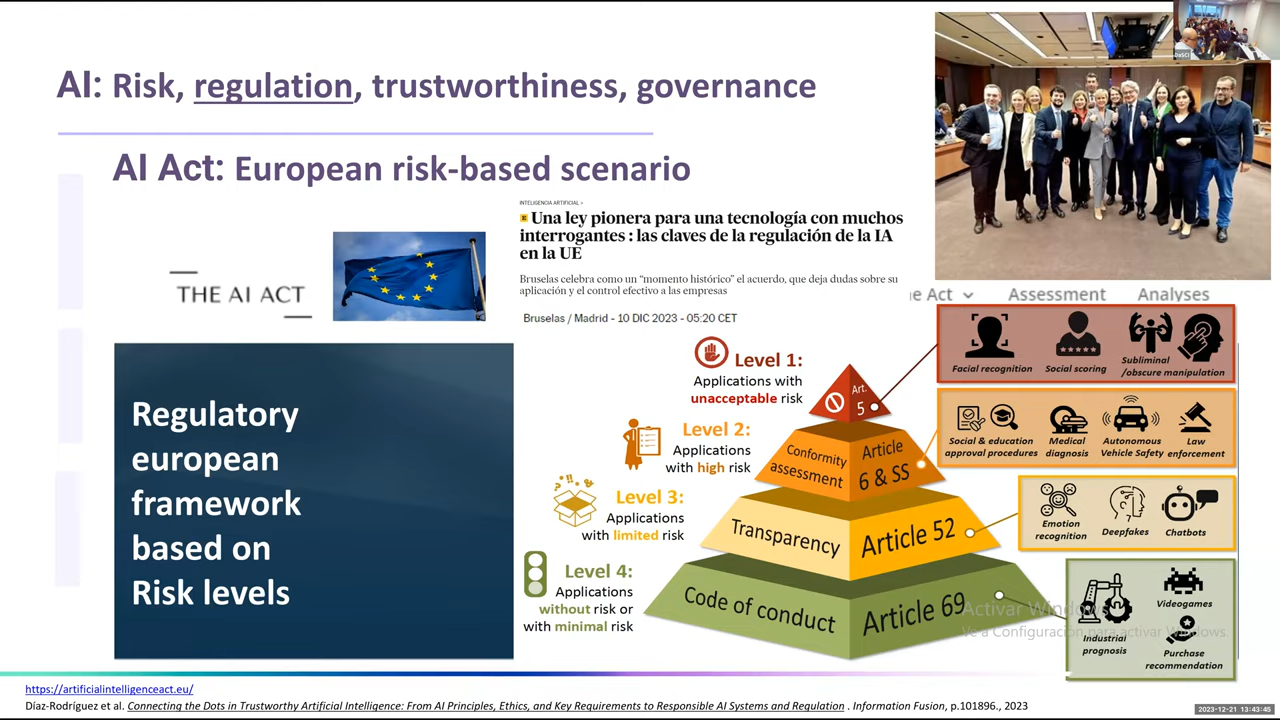 AI: Risk, regulation, trustworthiness, governance
AI Act: European risk-based scenario
DaSCI
THE AI ACT
INTELIGENCIA ARTIFICIAL >
Una ley pionera para una tecnología con muchos
interrogantes : las claves de la regulación de la IA
en la UE
Bruselas celebra como un “momento histórico” el acuerdo, que deja dudas sobre su
aplicación y el control efectivo a las empresas
Bruselas / Madrid - 10 DIC 2023 - 05:20 CET
e Act Assessment Analyses
Regulatory
european
framework
based on
Risk levels
Level 1:
Applications with
unacceptable risk
Art.
5
Facial recognition
Social scoring
Subliminal
/obscure manipulation
Level 2:
Applications
with high risk
Conformity
assessment
Article
6 & SS
Social & education
approval procedures
Medical
diagnosis
Autonomous
Vehicle Safety
Law
enforcement
Level 3:
Applications
with limited risk
Transparency
Article 52
Emotion
recognition
Deepfakes
Chatbots
Level 4:
Applications
without risk or
with minimal risk
Code of conduct
Article 69
Industrial
prognosis
Videogames
Purchase
recommendation
Activar Windows
Ve a Configuración para activar Windows.
https://artificialintelligenceact.eu/
Díaz-Rodríguez et al. Connecting the Dots in Trustworthy Artificial Intelligence: From AI Principles, Ethics, and Key Requirements to Responsible AI Systems and Regulation . Information Fusion, p.101896., 2023
2023-12-21 13:43:45